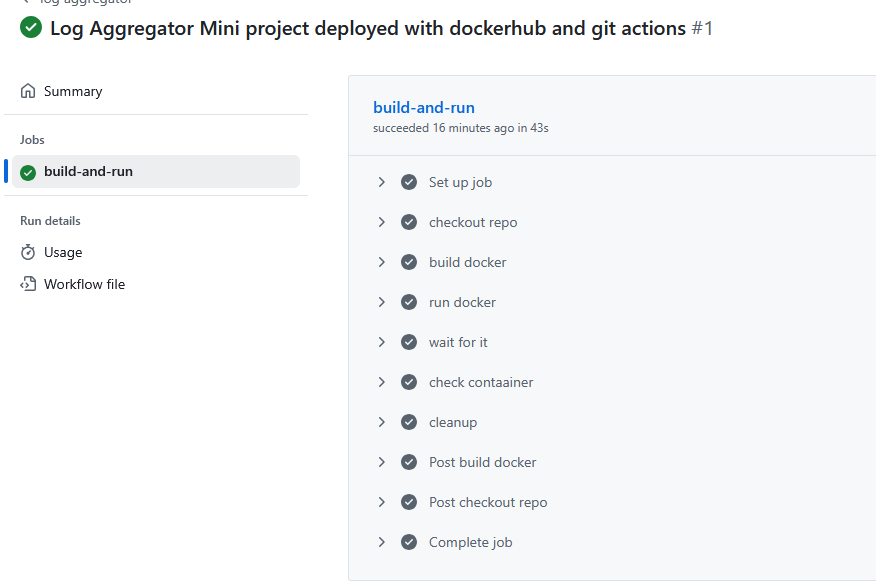 log aggregator
Log Aggregator Mini project deployed with dockerhub and git actions #1
Summary
Jobs
build-and-run
Run details
Usage
Workflow file
build-and-run
succeeded 16 minutes ago in 43s
Set up job
checkout repo
build docker
run docker
wait for it
check contaainer
cleanup
Post build docker
Post checkout repo
Complete job